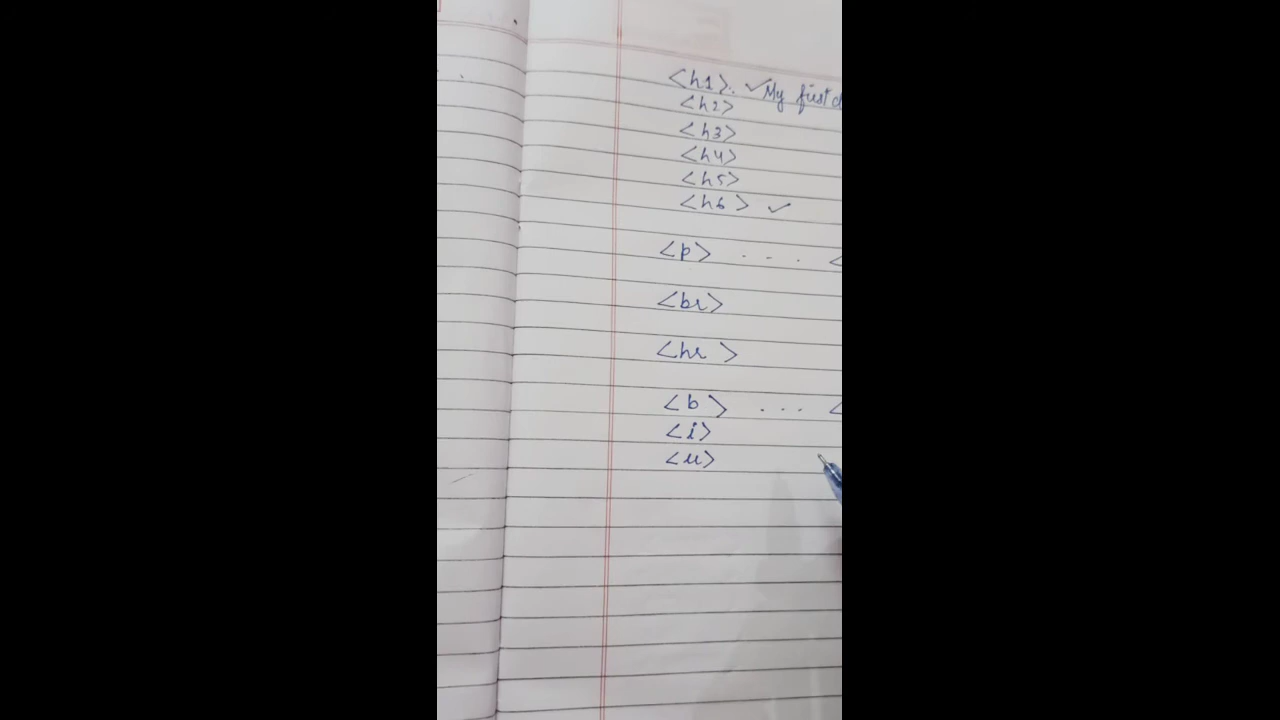 <h1>. ✓ My first
<h2>
<h3>
<h4>
<h5>
<h6> ✓
<p> . - - . <
<br>
<hr>
<b> . . . <
<i>
<u>